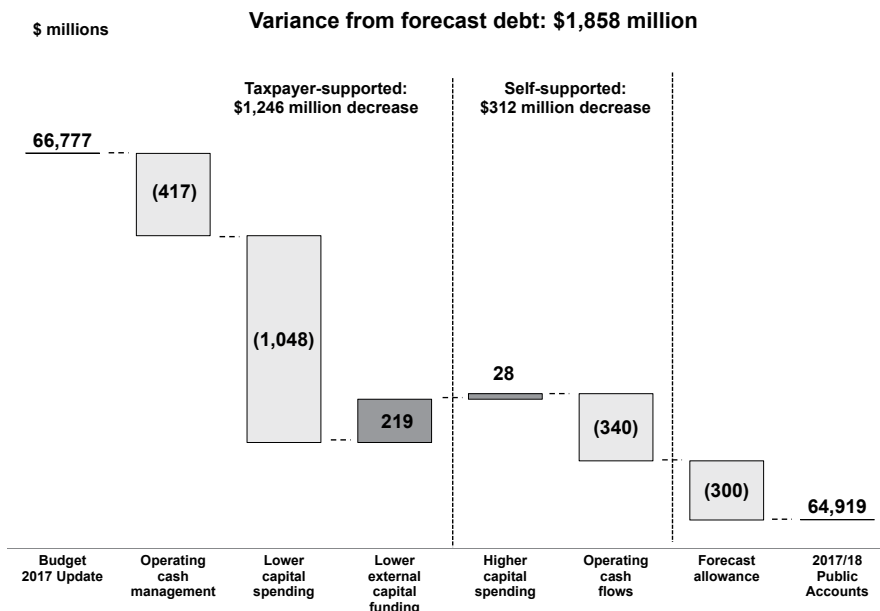 Variance from forecast debt: $1,858 million
$ millions
Taxpayer-supported:
$1,246 million decrease
Self-supported:
$312 million decrease
66,777
(417)
(1,048)
219
28
(340)
(300)
64,919
Budget
2017 Update
Operating
cash
management
Lower
capital
spending
Lower
external
capital
funding
Higher
capital
spending
Operating
cash
flows
Forecast
allowance
2017/18
Public
Accounts